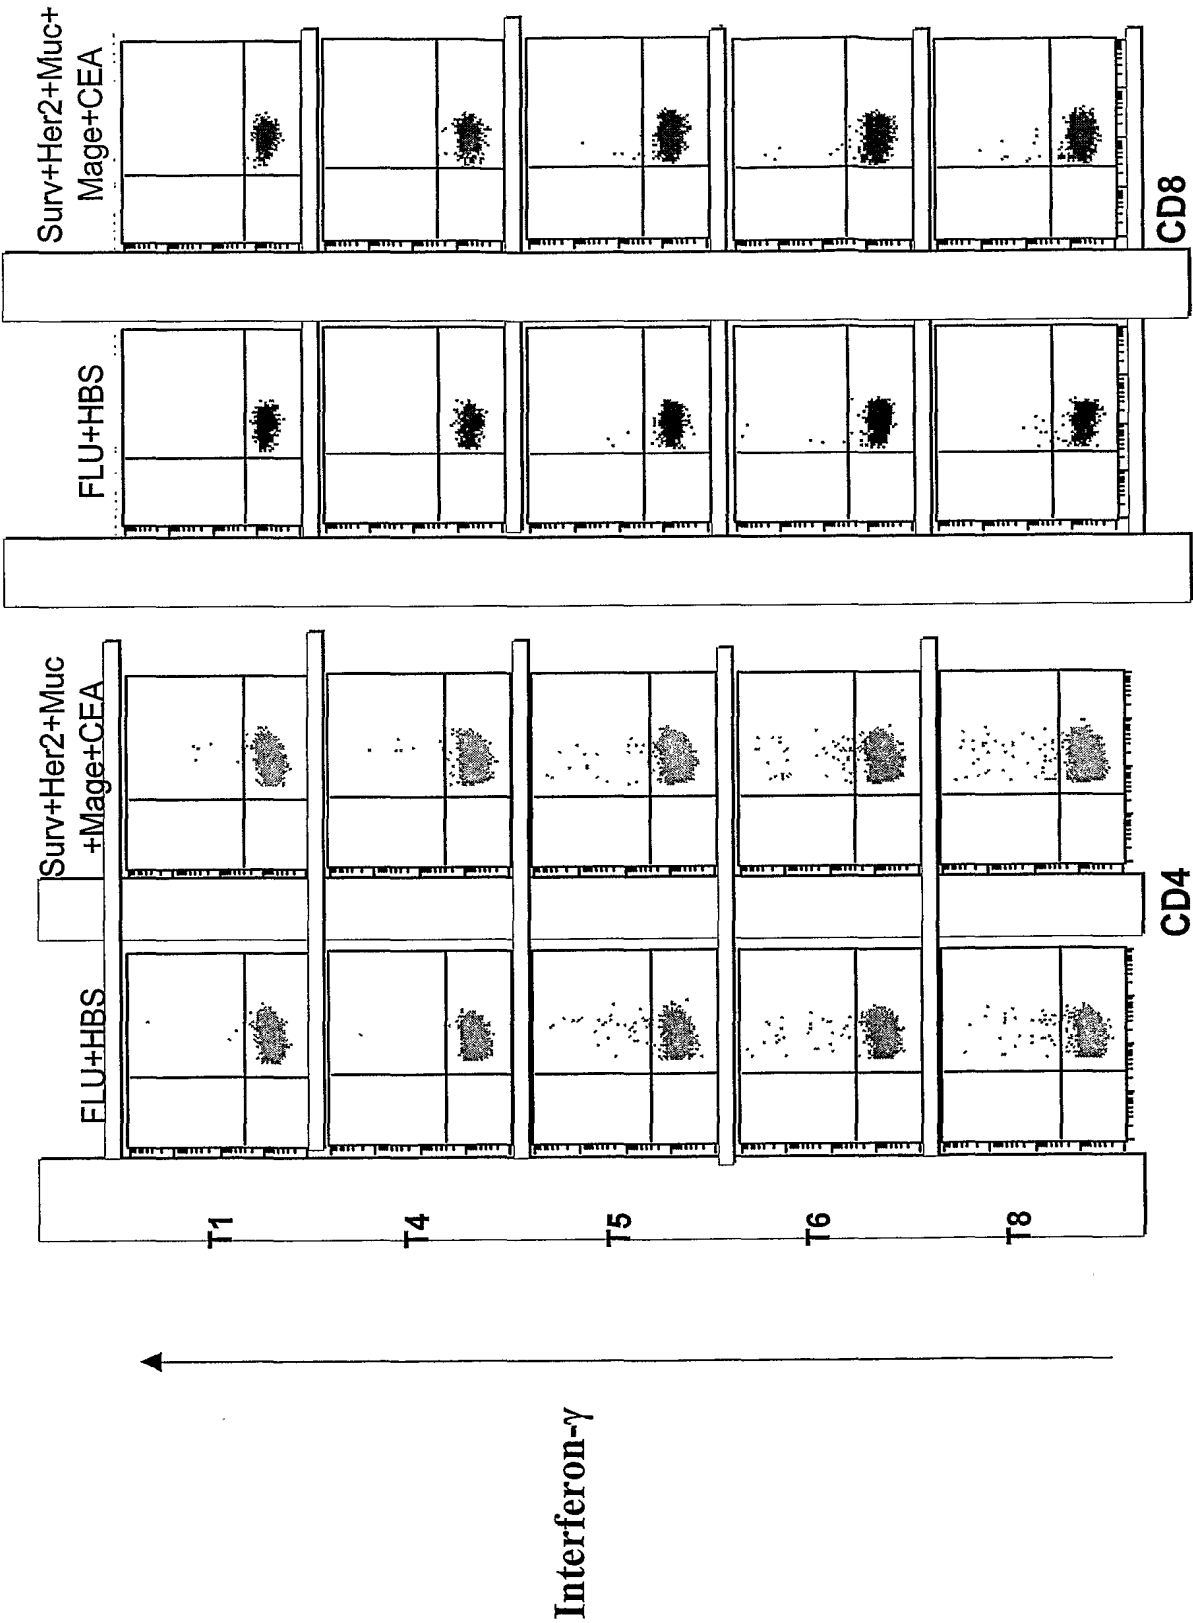 FLU+HBS
Surv+Her2+Muc
+Mage+CEA
FLU+HBS
Surv+Her2+Muc+
Mage+CEA
T1
T4
T5
T6
T8
Interferon-γ
CD4
CD8